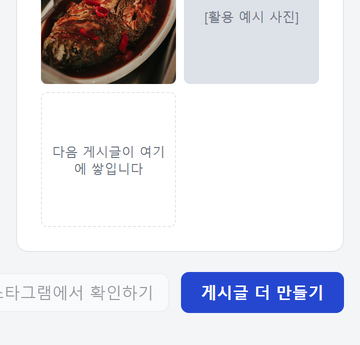 [활용 예시 사진]
다음 게시글이 여기
에 쌓입니다
스타그램에서 확인하기
게시글 더 만들기